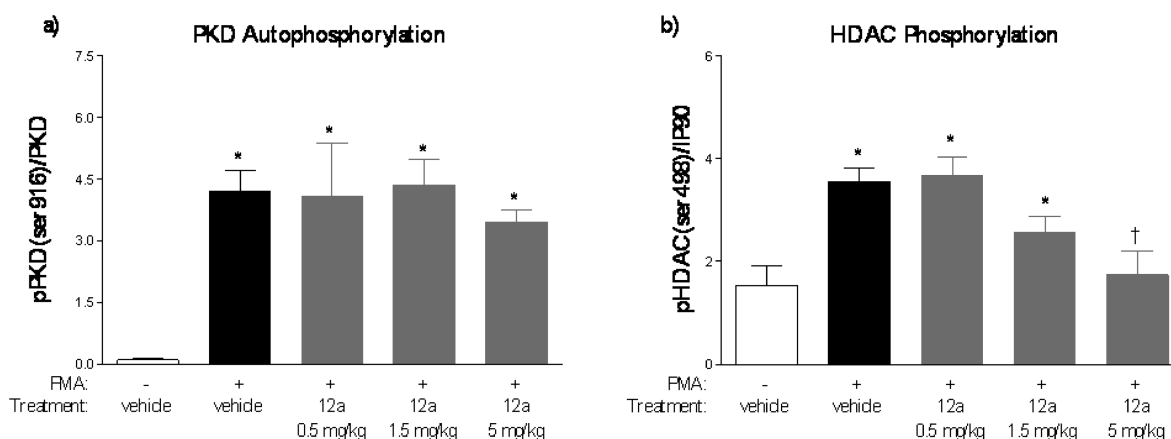 a)
PKD Autophosphorylation
pPKD(ser 916)/PKD
7.5
6.0
4.5
3.0
1.5
0.0
* * * *
PMA: - + + + +
Treatment: vehicle vehicle 12a 12a 12a
0.5 mg/kg 1.5 mg/kg 5 mg/kg
b)
HDAC Phosphorylation
pHDAC(ser 498)/IP90
6
4
2
0
* * * †
PMA: - + + + +
Treatment: vehicle vehicle 12a 12a 12a
0.5 mg/kg 1.5 mg/kg 5 mg/kg